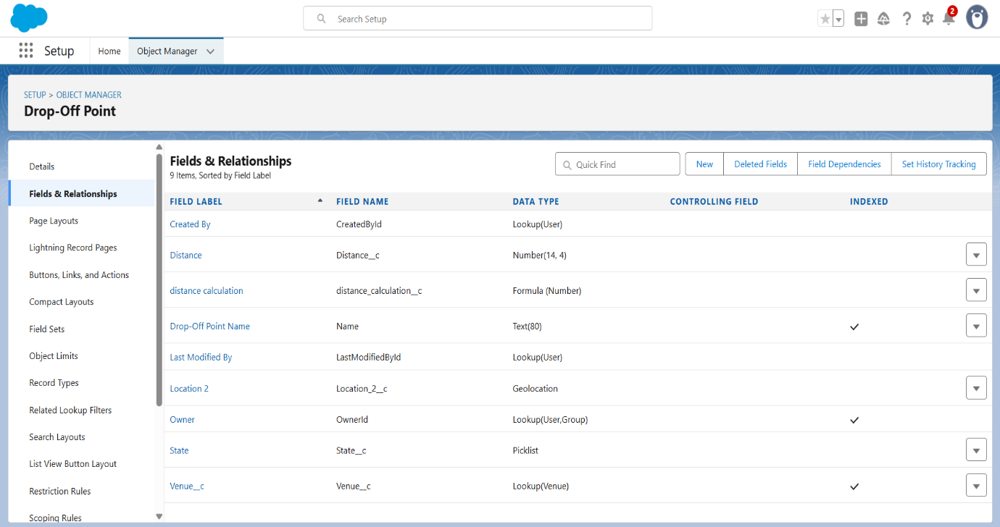 Search Setup
2
Setup
Home
Object Manager
SETUP > OBJECT MANAGER
Drop-Off Point
Details
Fields & Relationships
Page Layouts
Lightning Record Pages
Buttons, Links, and Actions
Compact Layouts
Field Sets
Object Limits
Record Types
Related Lookup Filters
Search Layouts
List View Button Layout
Restriction Rules
Scoping Rules
Fields & Relationships
9 Items, Sorted by Field Label
Quick Find
New
Deleted Fields
Field Dependencies
Set History Tracking
FIELD LABEL FIELD NAME DATA TYPE CONTROLLING FIELD INDEXED
Created By CreatedById Lookup(User)
Distance Distance__c Number(14, 4)
distance calculation distance_calculation__c Formula (Number)
Drop-Off Point Name Name Text(80)
Last Modified By LastModifiedById Lookup(User)
Location 2 Location_2__c Geolocation
Owner OwnerId Lookup(User,Group)
State State__c Picklist
Venue__c Venue__c Lookup(Venue)